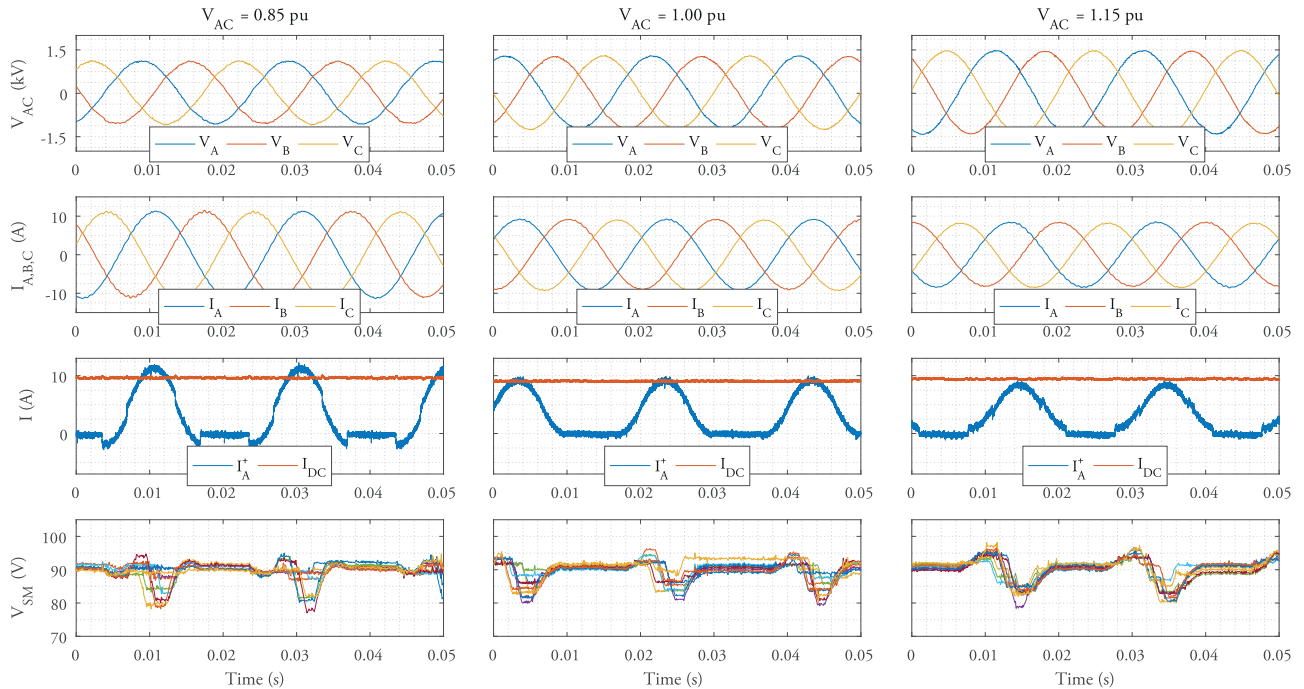 V_AC = 0.85 pu V_AC = 1.00 pu V_AC = 1.15 pu
V_AC (kV)
1.5
0
-1.5
V_A V_B V_C V_A V_B V_C V_A V_B V_C
0 0.01 0.02 0.03 0.04 0.05 0 0.01 0.02 0.03 0.04 0.05 0 0.01 0.02 0.03 0.04 0.05
I_A,B,C (A)
10
0
-10
I_A I_B I_C I_A I_B I_C I_A I_B I_C
0 0.01 0.02 0.03 0.04 0.05 0 0.01 0.02 0.03 0.04 0.05 0 0.01 0.02 0.03 0.04 0.05
I (A)
10
0
I_A^+ I_DC I_A^+ I_DC I_A^+ I_DC
0 0.01 0.02 0.03 0.04 0.05 0 0.01 0.02 0.03 0.04 0.05 0 0.01 0.02 0.03 0.04 0.05
V_SM (V)
100
90
80
70
0 0.01 0.02 0.03 0.04 0.05 0 0.01 0.02 0.03 0.04 0.05 0 0.01 0.02 0.03 0.04 0.05
Time (s) Time (s) Time (s)